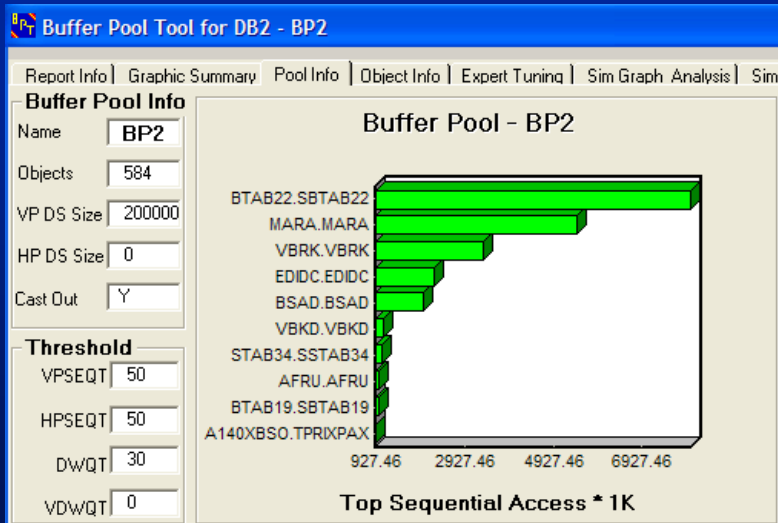 BPT Buffer Pool Tool for DB2 - BP2
Report Info Graphic Summary Pool Info Object Info Expert Tuning Sim Graph Analysis Sim
Buffer Pool Info
Name BP2
Objects 584
VP DS Size 200000
HP DS Size 0
Cast Out Y
Threshold
VPSEQT 50
HPSEQT 50
DWQT 30
VDWQT 0
Buffer Pool - BP2
BTAB22.SBTAB22
MARA.MARA
VBRK.VBRK
EDIDC.EDIDC
BSAD.BSAD
VBKD.VBKD
STAB34.SSTAB34
AFRU.AFRU
BTAB19.SBTAB19
A140XBSO.TPRIXPAX
927.46 2927.46 4927.46 6927.46
Top Sequential Access * 1K